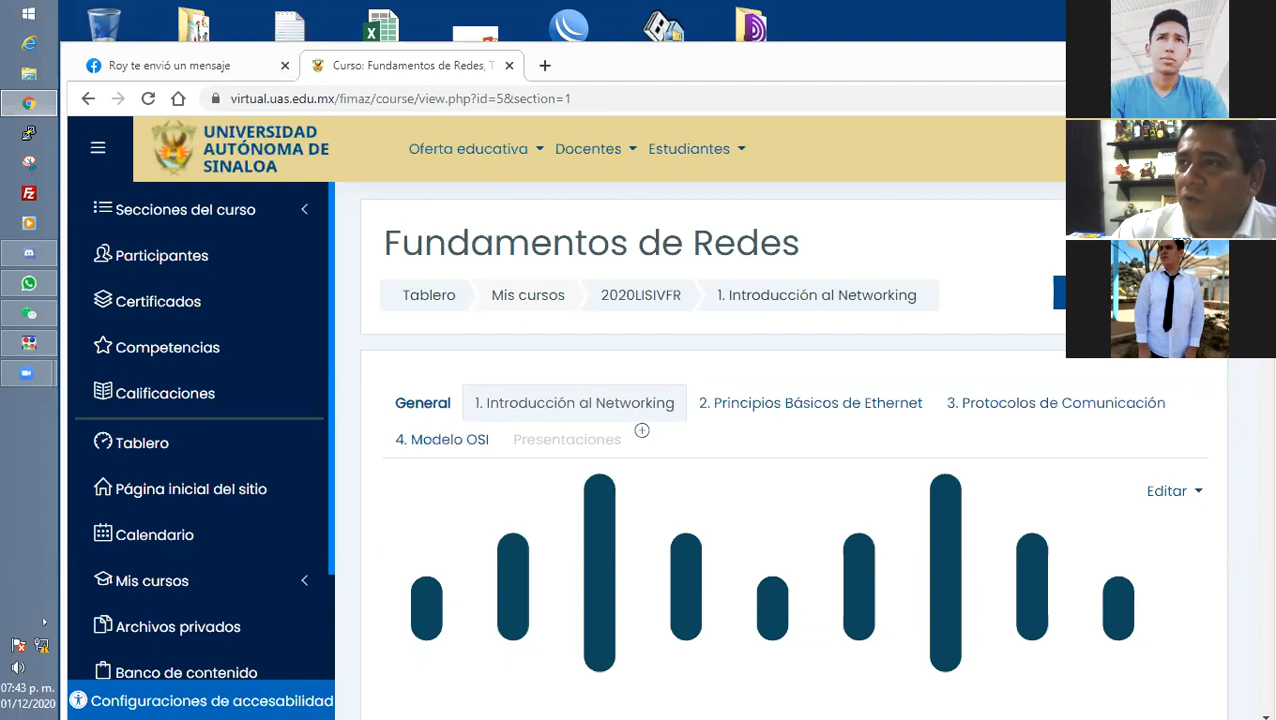 Roy te envió un mensaje
Curso: Fundamentos de Redes, T
virtual.uas.edu.mx/fimaz/course/view.php?id=5&section=1
UNIVERSIDAD
AUTÓNOMA DE
SINALOA
Oferta educativa
Docentes
Estudiantes
Secciones del curso
Participantes
Certificados
Competencias
Calificaciones
Tablero
Página inicial del sitio
Calendario
Mis cursos
Archivos privados
Banco de contenido
Configuraciones de accesabilidad
Fundamentos de Redes
Tablero
Mis cursos
2020LISIVFR
1. Introducción al Networking
General
1. Introducción al Networking
2. Principios Básicos de Ethernet
3. Protocolos de Comunicación
4. Modelo OSI
Presentaciones
Editar
07:43 p. m.
01/12/2020